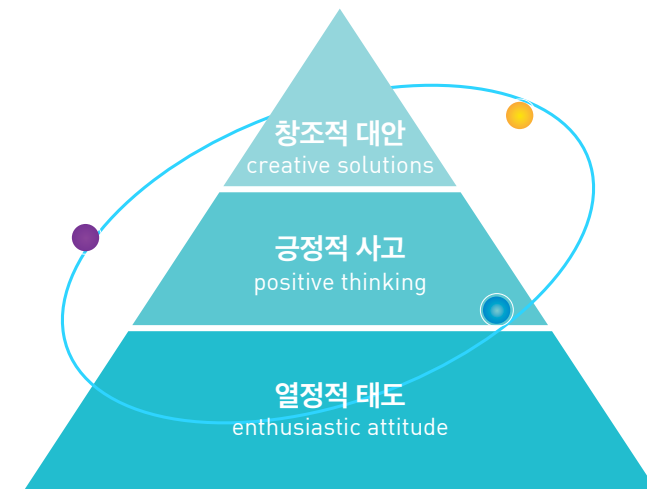 창조적 대안
creative solutions
긍정적 사고
positive thinking
열정적 태도
enthusiastic attitude